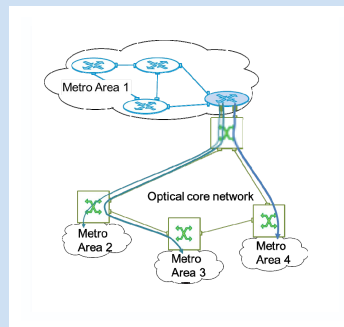 Metro Area 1
Optical core network
Metro
Area 2
Metro
Area 3
Metro
Area 4